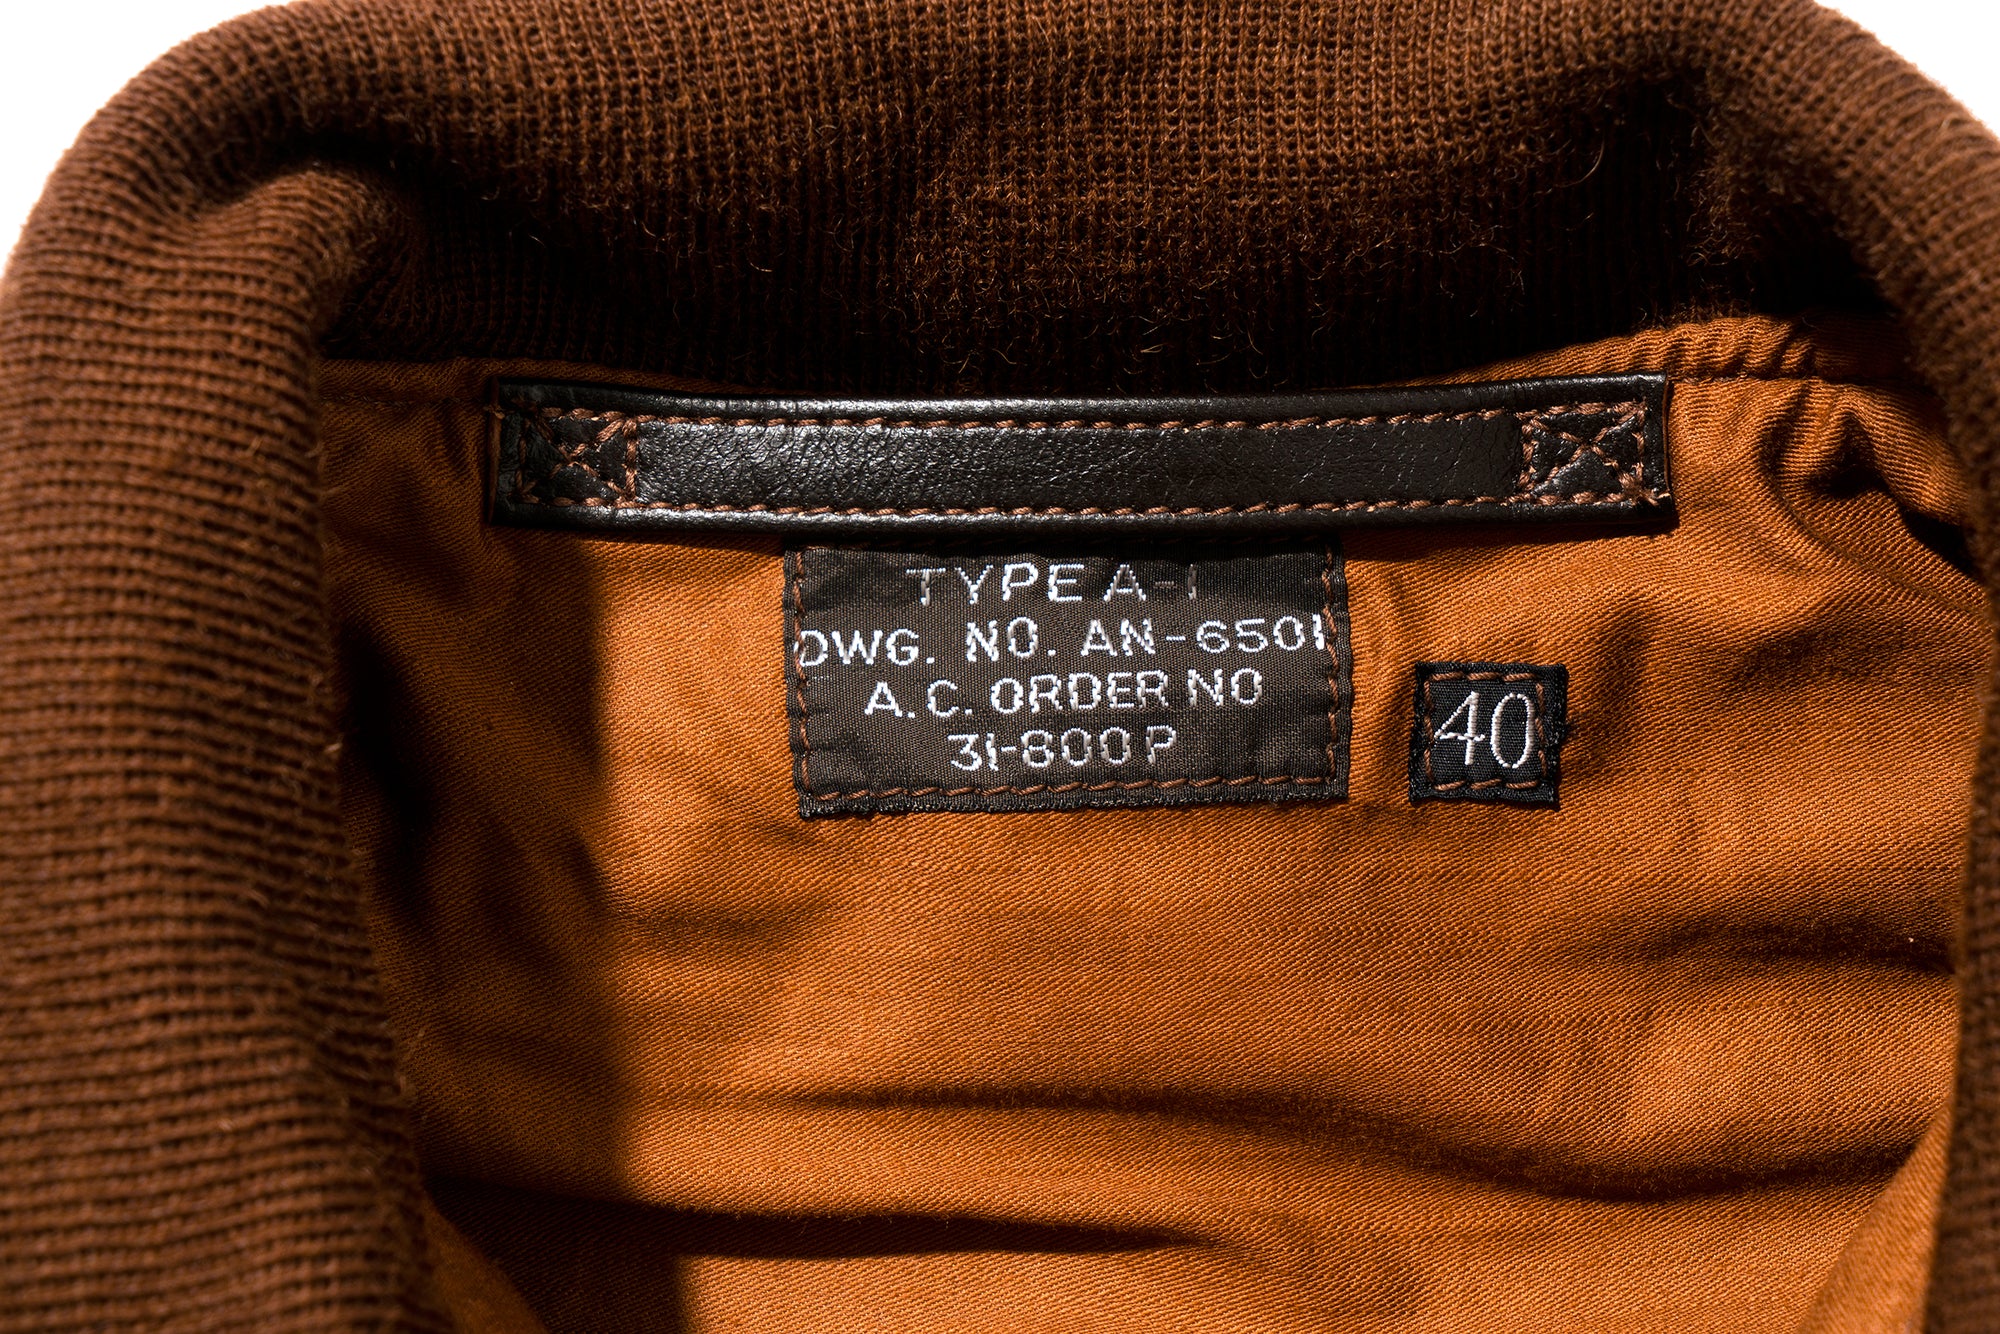 TYPE A-1
DWG. NO. AN-6501
A.C. ORDER NO
31-800P
40